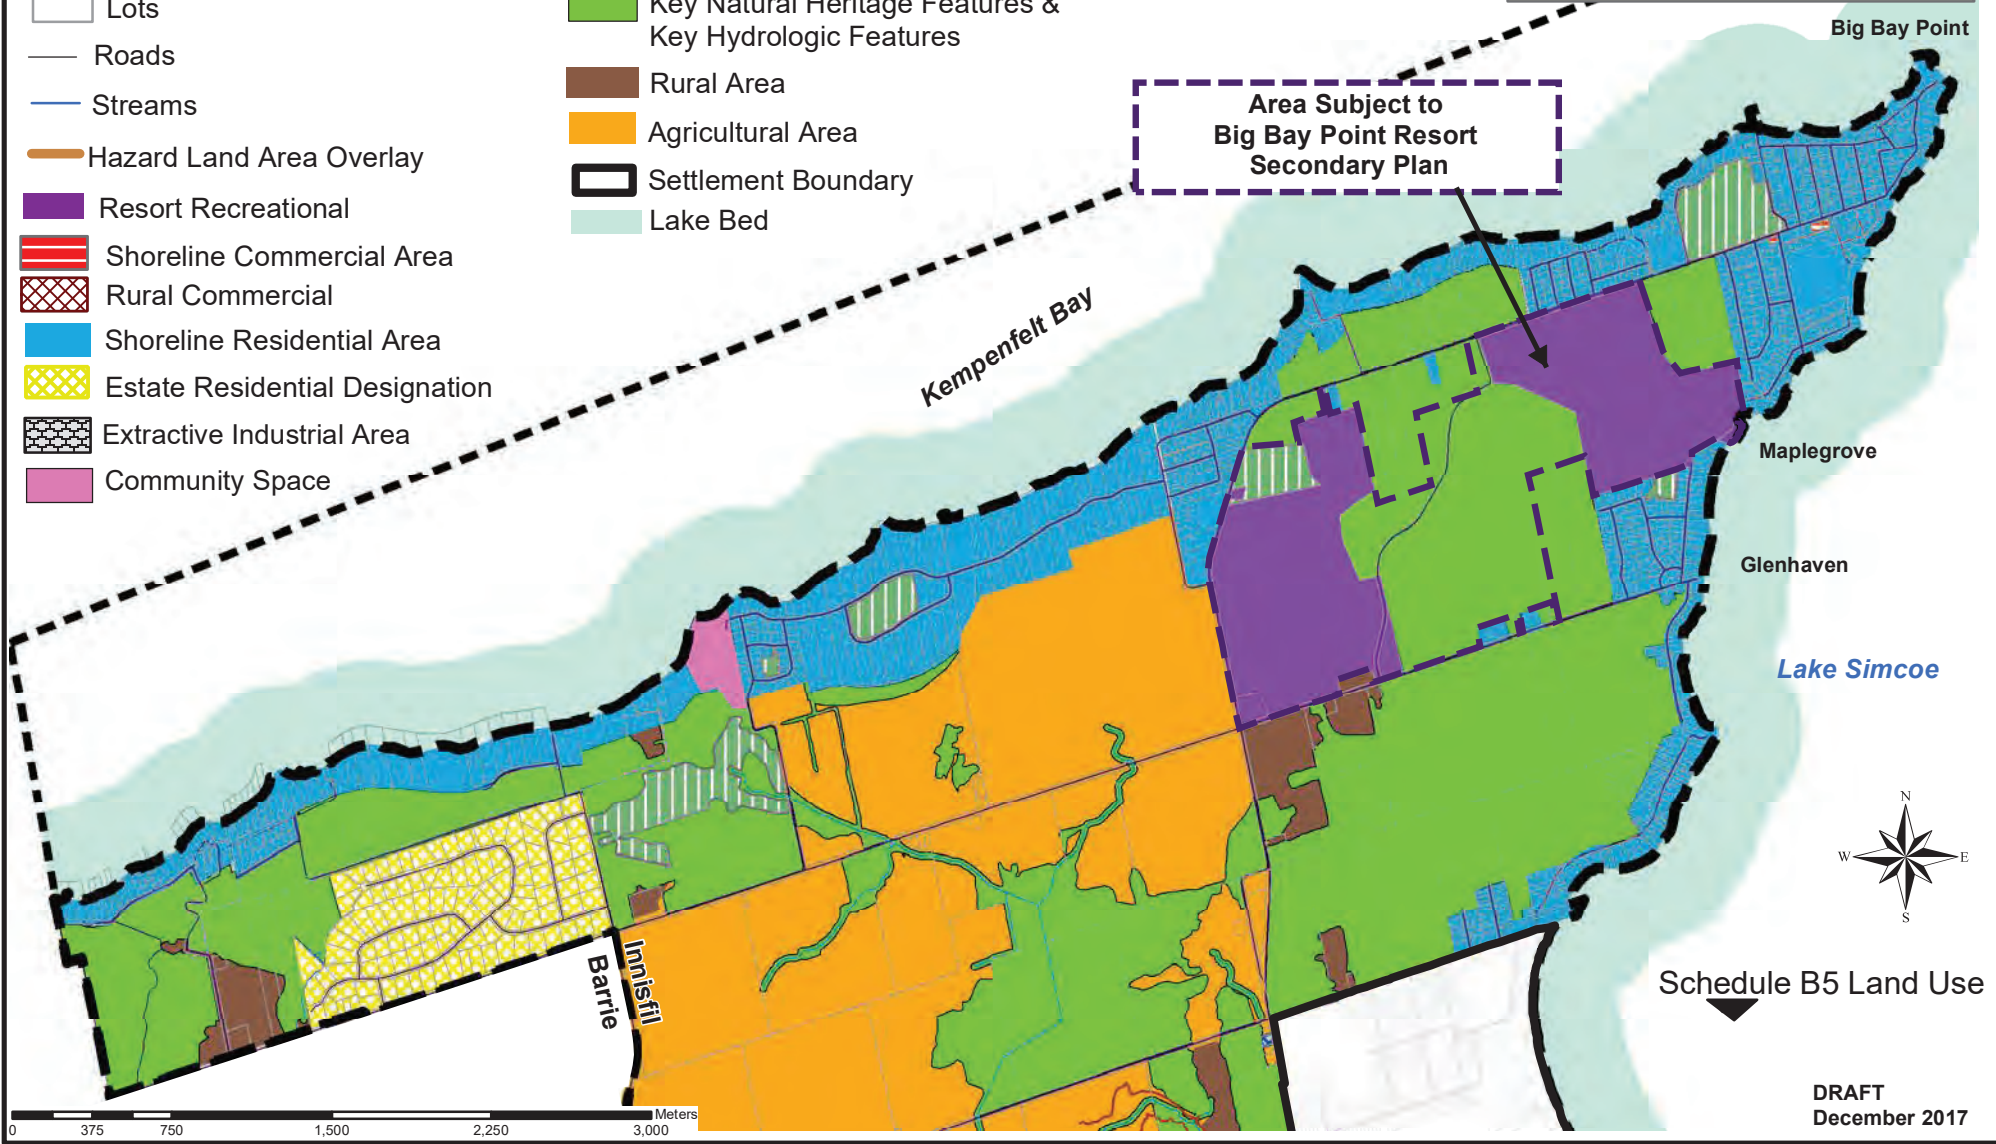 Lots
Roads
Streams
Hazard Land Area Overlay
Resort Recreational
Shoreline Commercial Area
Rural Commercial
Shoreline Residential Area
Estate Residential Designation
Extractive Industrial Area
Community Space
Key Natural Heritage Features &
Key Hydrologic Features
Rural Area
Agricultural Area
Settlement Boundary
Lake Bed
Area Subject to
Big Bay Point Resort
Secondary Plan
Big Bay Point
Kempenfelt Bay
Maplegrove
Glenhaven
Lake Simcoe
Innisfil
Barrie
N
W
E
S
Schedule B5 Land Use
DRAFT
December 2017
Meters
0 375 750 1,500 2,250 3,000